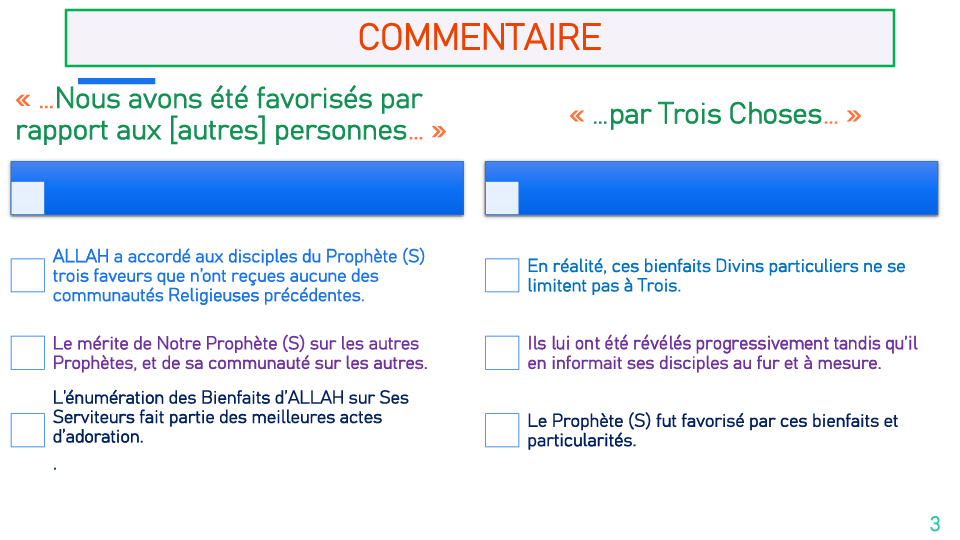 COMMENTAIRE
« …Nous avons été favorisés par
rapport aux [autres] personnes… »
ALLAH a accordé aux disciples du Prophète (S)
trois faveurs que n’ont reçues aucune des
communautés Religieuses précédentes.
Le mérite de Notre Prophète (S) sur les autres
Prophètes, et de sa communauté sur les autres.
L’énumération des Bienfaits d’ALLAH sur Ses
Serviteurs fait partie des meilleures actes
d’adoration.
.
« …par Trois Choses… »
En réalité, ces bienfaits Divins particuliers ne se
limitent pas à Trois.
Ils lui ont été révélés progressivement tandis qu’il
en informait ses disciples au fur et à mesure.
Le Prophète (S) fut favorisé par ces bienfaits et
particularités.
3